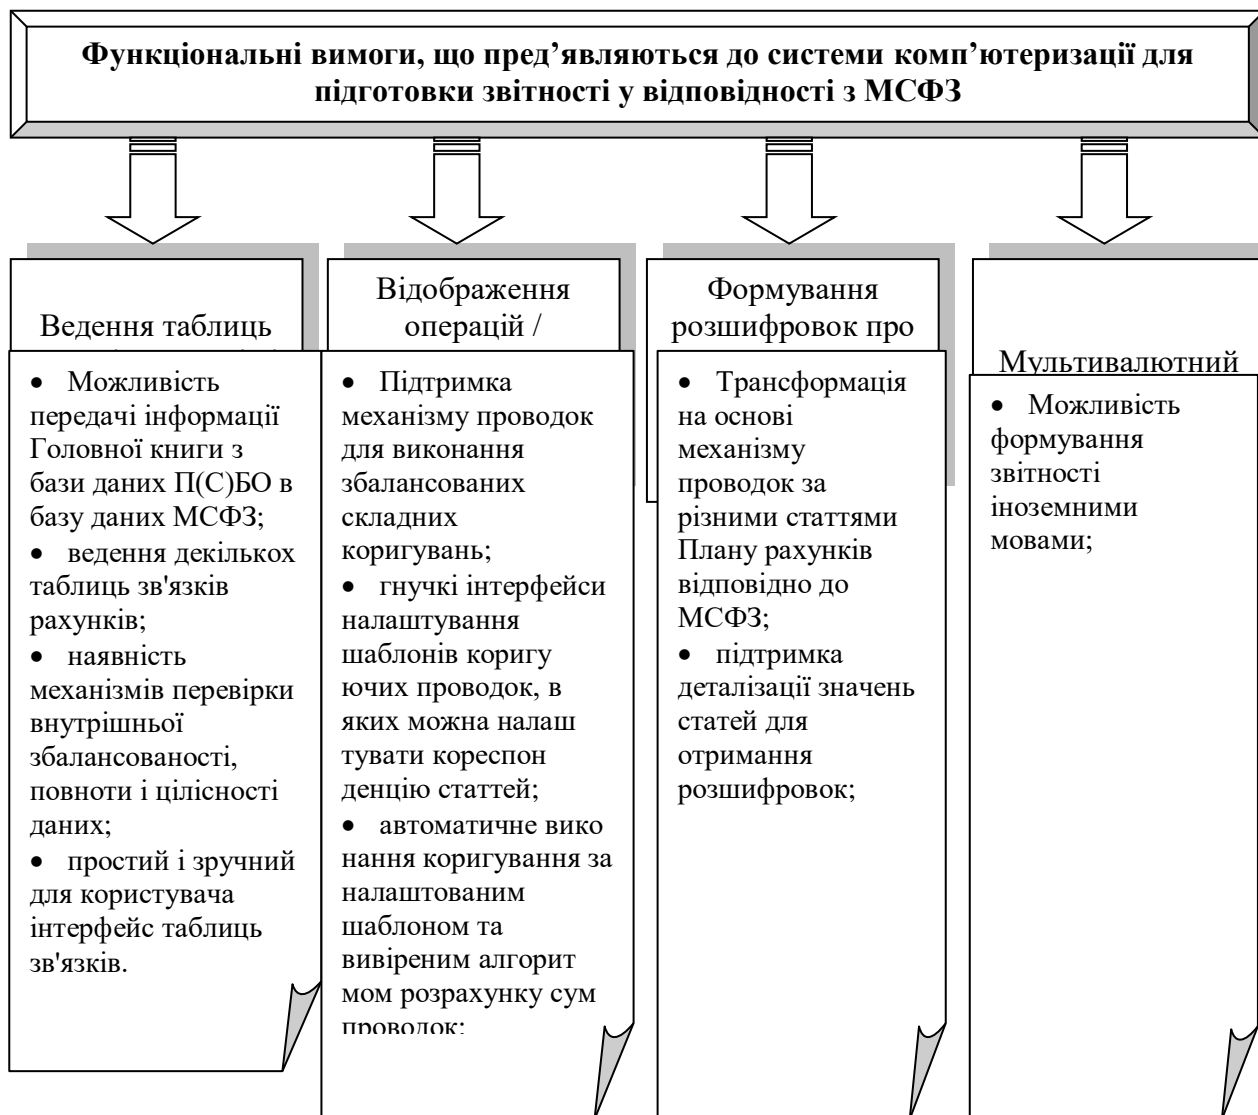 Функціональні вимоги, що пред’являються до системи комп’ютеризації для
підготовки звітності у відповідності з МСФЗ
Ведення таблиць
• Можливість
передачі інформації
Головної книги з
бази даних П(С)БО в
базу даних МСФЗ;
• ведення декількох
таблиць зв'язків
рахунків;
• наявність
механізмів перевірки
внутрішньої
збалансованості,
повноти і цілісності
даних;
• простий і зручний
для користувача
інтерфейс таблиць
зв'язків.
Відображення
операцій /
• Підтримка
механізму проводок
для виконання
збалансованих
складних
коригувань;
• гнучкі інтерфейси
налаштування
шаблонів коригу
ючих проводок, в
яких можна налаш
тувати кореспон
денцію статтей;
• автоматичне вико
нання коригування за
налаштованим
шаблоном та
вивіреним алгорит
мом розрахунку сум
проводок;
Формування
розшифровок про
• Трансформація
на основі
механізму
проводок за
різними статтями
Плану рахунків
відповідно до
МСФЗ;
• підтримка
деталізації значень
статей для
отримання
розшифровок;
Мультивалютний
• Можливість
формування
звітності
іноземними
мовами;